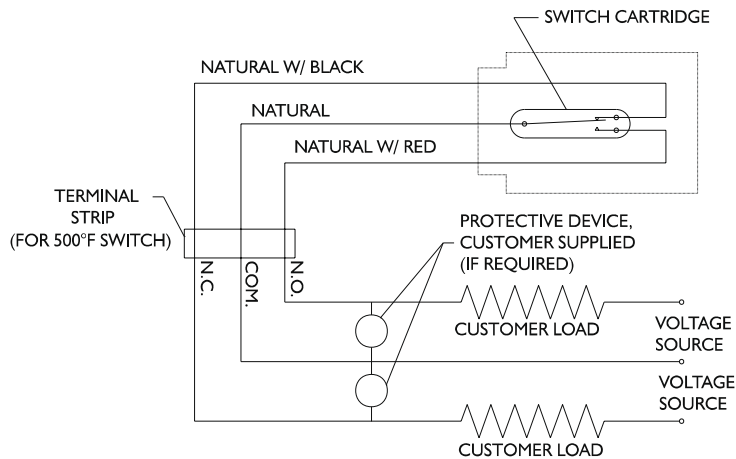 SWITCH CARTRIDGE
NATURAL W/ BLACK
NATURAL
NATURAL W/ RED
TERMINAL
STRIP
(FOR 500°F SWITCH)
N.C.
COM.
N.O.
PROTECTIVE DEVICE,
CUSTOMER SUPPLIED
(IF REQUIRED)
CUSTOMER LOAD
VOLTAGE
SOURCE
VOLTAGE
SOURCE
CUSTOMER LOAD